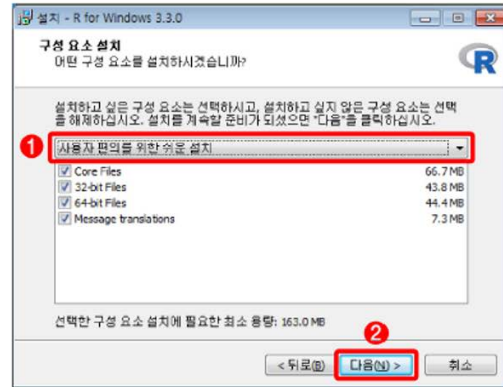 설치 - R for Windows 3.3.0
구성 요소 설치
어떤 구성 요소를 설치하시겠습니까?
R
설치하고 싶은 구성 요소는 선택하시고, 설치하고 싶지 않은 구성 요소는 선택
을 해제하십시오. 설치를 계속할 준비가 되셨으면 "다음"을 클릭하십시오.
1 사용자 편의를 위한 쉬운 설치
Core Files 66.7 MB
32-bit Files 43.8 MB
64-bit Files 44.4 MB
Message translations 7.3 MB
선택한 구성 요소 설치에 필요한 최소 용량: 163.0 MB
2
< 뒤로(B) 다음(N) > 취소